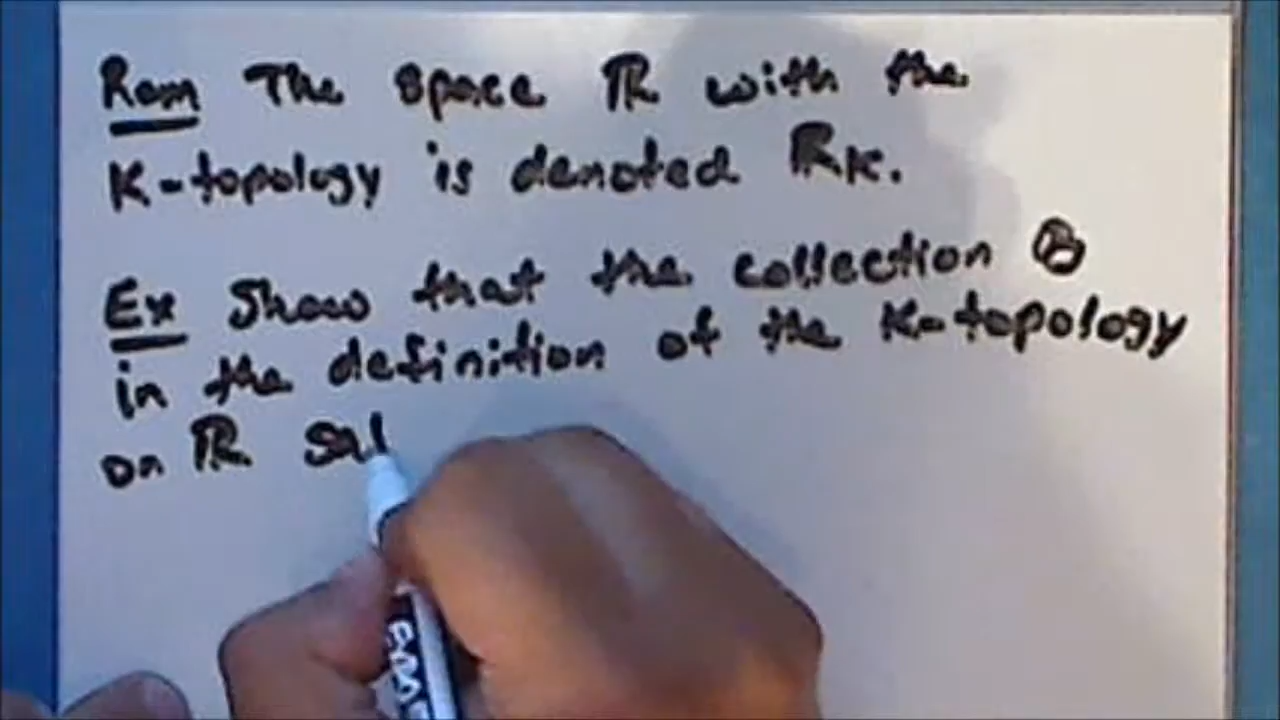 Rem The space ℝ with the
K-topology is denoted ℝK.
Ex Show that the collection ℬ
in the definition of the K-topology
on ℝ sat